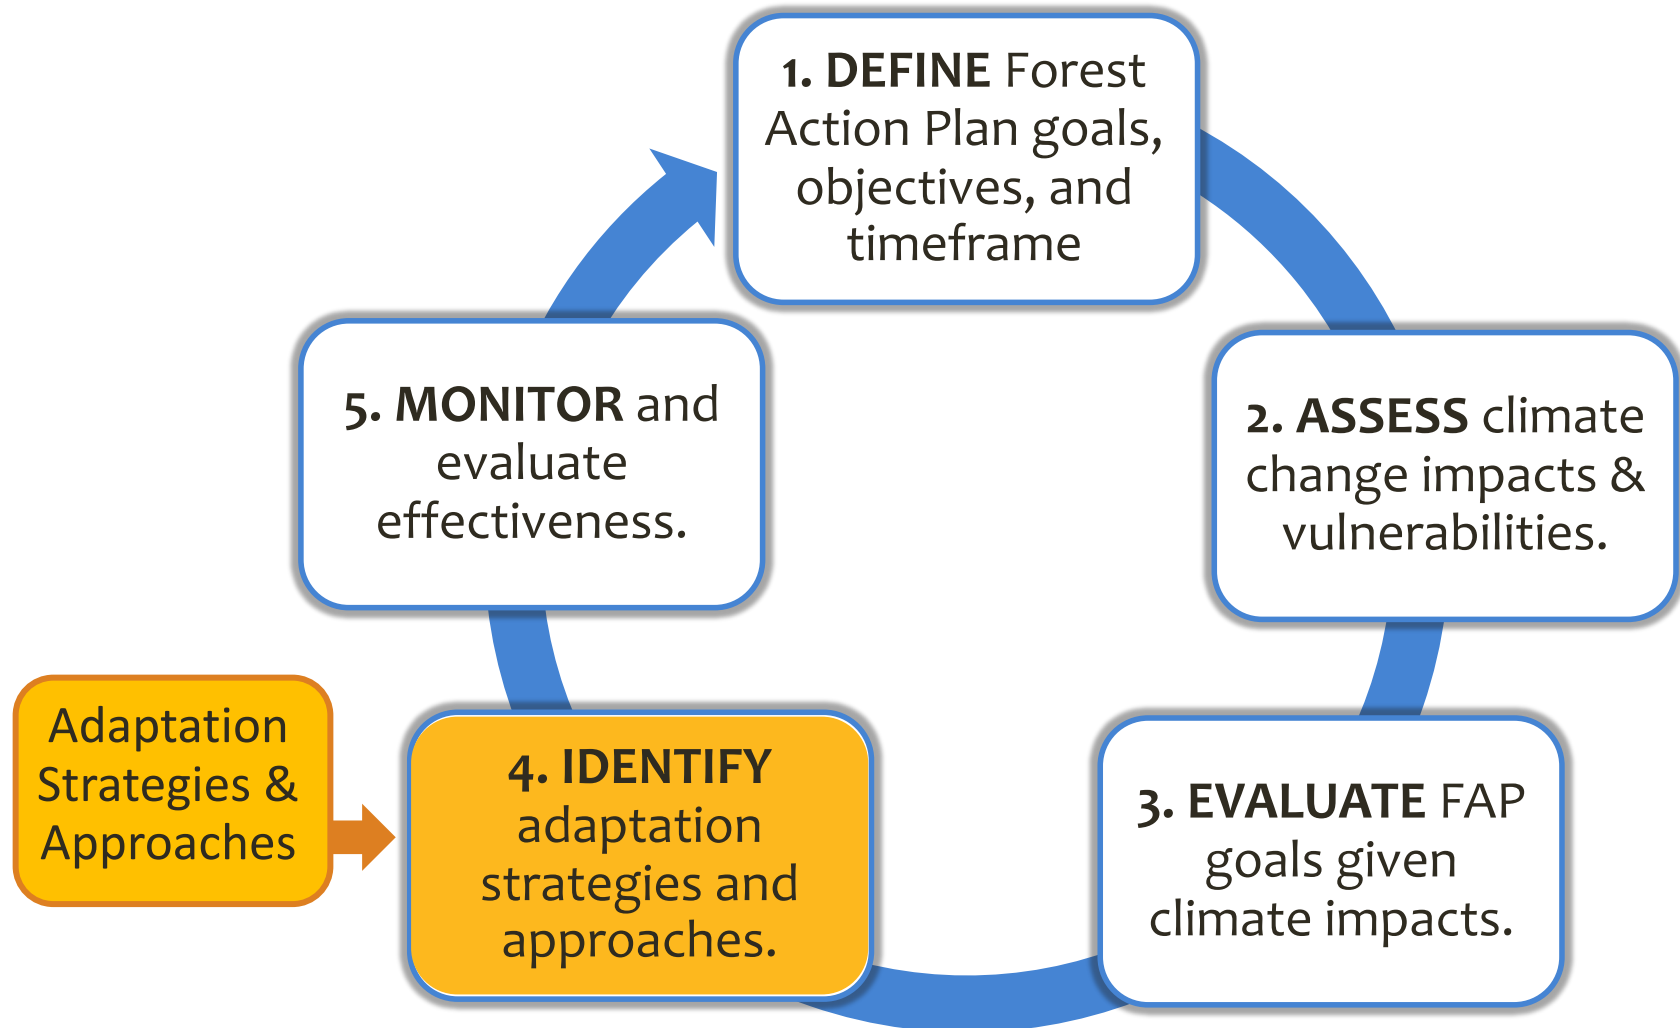 1. DEFINE Forest
Action Plan goals,
objectives, and
timeframe
2. ASSESS climate
change impacts &
vulnerabilities.
3. EVALUATE FAP
goals given
climate impacts.
4. IDENTIFY
adaptation
strategies and
approaches.
5. MONITOR and
evaluate
effectiveness.
Adaptation
Strategies &
Approaches